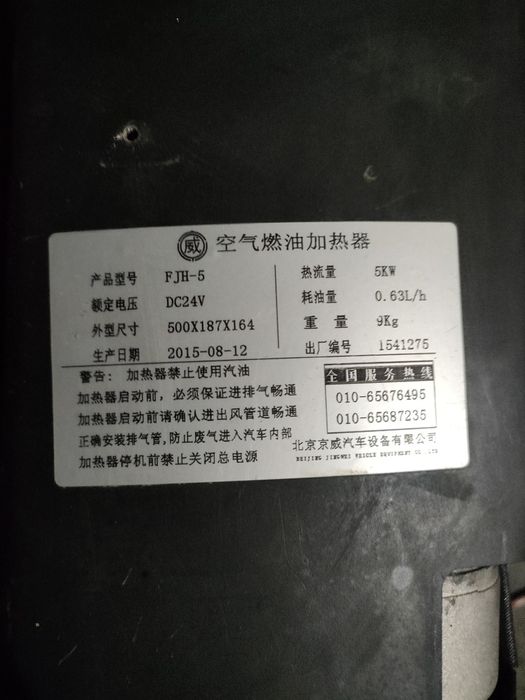 威 空气燃油加热器
产品型号 FJH-5 热流量 5KW
额定电压 DC24V 耗油量 0.63L/h
外型尺寸 500X187X164 重量 9Kg
生产日期 2015-08-12 出厂编号 1541275
警告: 加热器禁止使用汽油
加热器启动前，必须保证进排气畅通
加热器启动前请确认进出风管道畅通
正确安装排气管，防止废气进入汽车内部
加热器停机前禁止关闭总电源
全国服务热线
010-65676495
010-65687235
北京京威汽车设备有限公司
BEIJING JINGWEI VEHICLE EQUIPMENT CO.,LTD